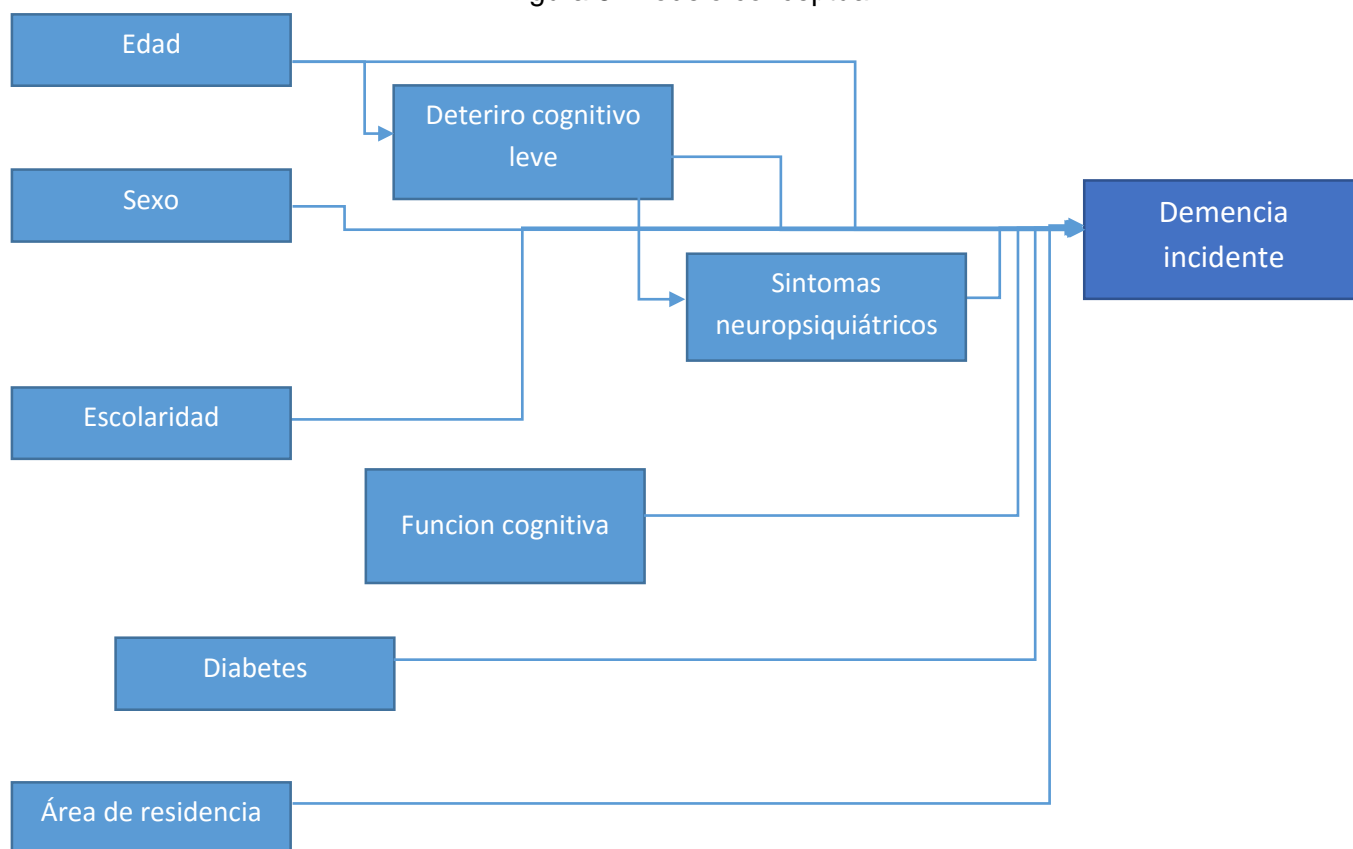 Edad
Deteriro cognitivo
leve
Sexo
Demencia
incidente
Sintomas
neuropsiquiátricos
Escolaridad
Funcion cognitiva
Diabetes
Área de residencia